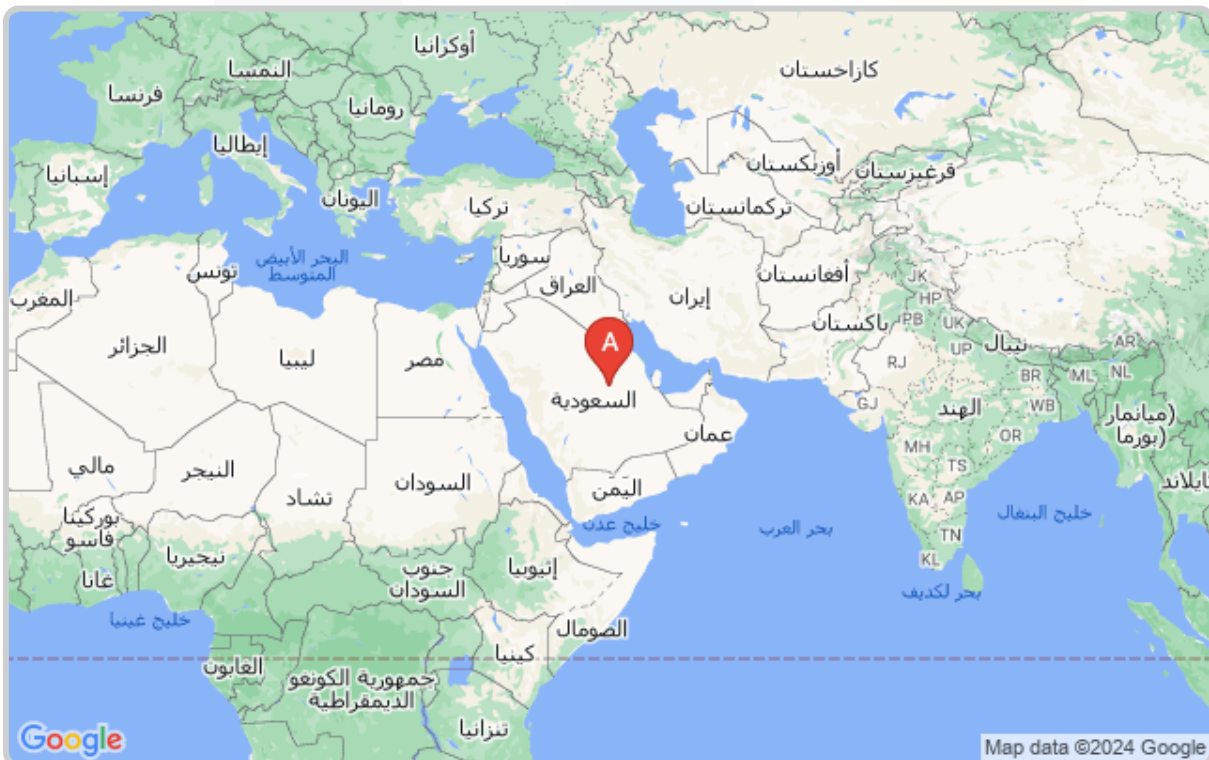 أوكرانيا
النمسا
كازاخستان
فرنسا
رومانيا
إيطاليا
أوزبكستان
قرغيزستان
إسبانيا
اليونان
تركيا
تركمانستان
البحر الأبيض
المتوسط
سوريا
تونس
أفغانستان
JK
العراق
المغرب
إيران
HP
باكستان
PB
UK
A
الجزائر
ليبيا
مصر
UP
نيبال
AR
RJ
BR
ML
NL
السعودية
GJ
الهند
WB
ميانمار)
(بورما
عمان
OR
MH
مالي
النيجر
السودان
تشاد
اليمن
TS
تايلاند
KA
AP
بوركينا
فاسو
خليج عدن
بحر العرب
خليج البنغال
TN
نيجيريا
KL
غانا
جنوب
السودان
إثيوبيا
بحر لكديف
خليج غينيا
الصومال
كينيا
الغابون
جمهورية الكونغو
الديمقراطية
تنزانيا
Google
Map data ©2024 Google